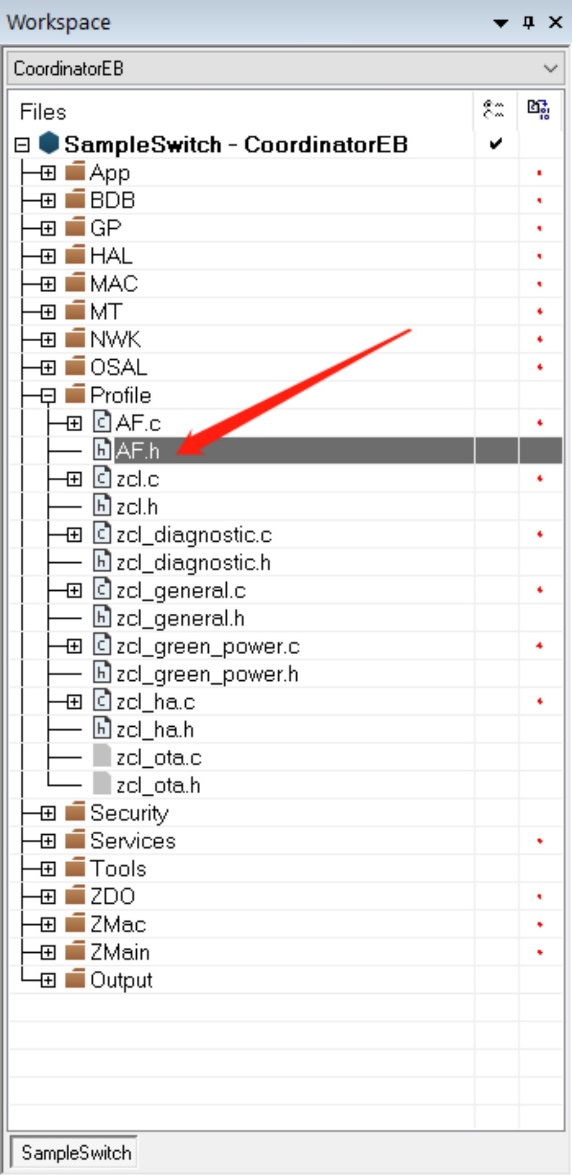 Workspace
CoordinatorEB
Files
SampleSwitch - CoordinatorEB
App
BDB
GP
HAL
MAC
MT
NWK
OSAL
Profile
AF.c
AF.h
zcl.c
zcl.h
zcl_diagnostic.c
zcl_diagnostic.h
zcl_general.c
zcl_general.h
zcl_green_power.c
zcl_green_power.h
zcl_ha.c
zcl_ha.h
zcl_ota.c
zcl_ota.h
Security
Services
Tools
ZDO
ZMac
ZMain
Output
SampleSwitch